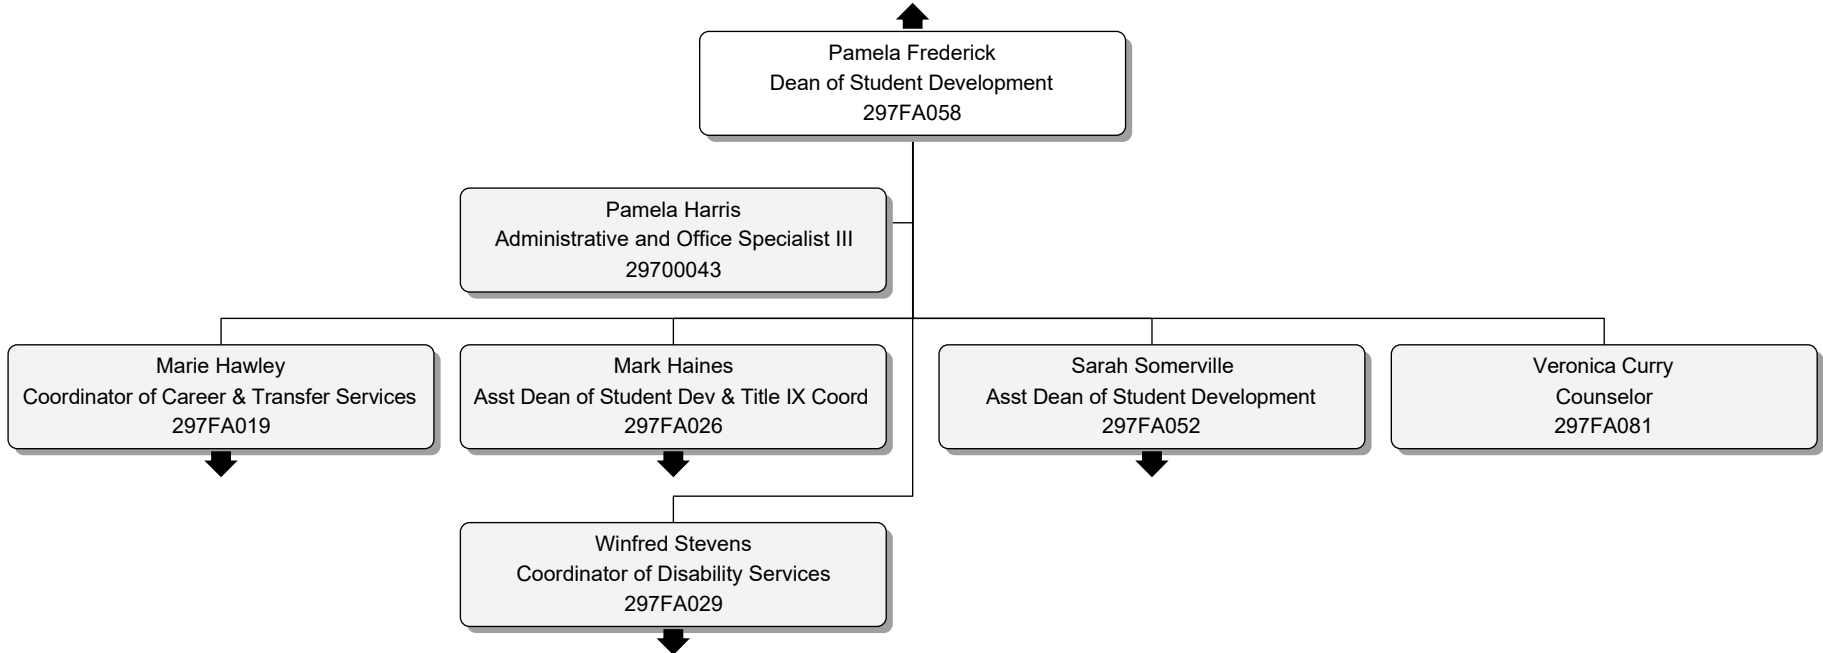 Pamela Frederick
Dean of Student Development
297FA058
Pamela Harris
Administrative and Office Specialist III
29700043
Marie Hawley
Coordinator of Career & Transfer Services
297FA019
Mark Haines
Asst Dean of Student Dev & Title IX Coord
297FA026
Sarah Somerville
Asst Dean of Student Development
297FA052
Veronica Curry
Counselor
297FA081
Winfred Stevens
Coordinator of Disability Services
297FA029